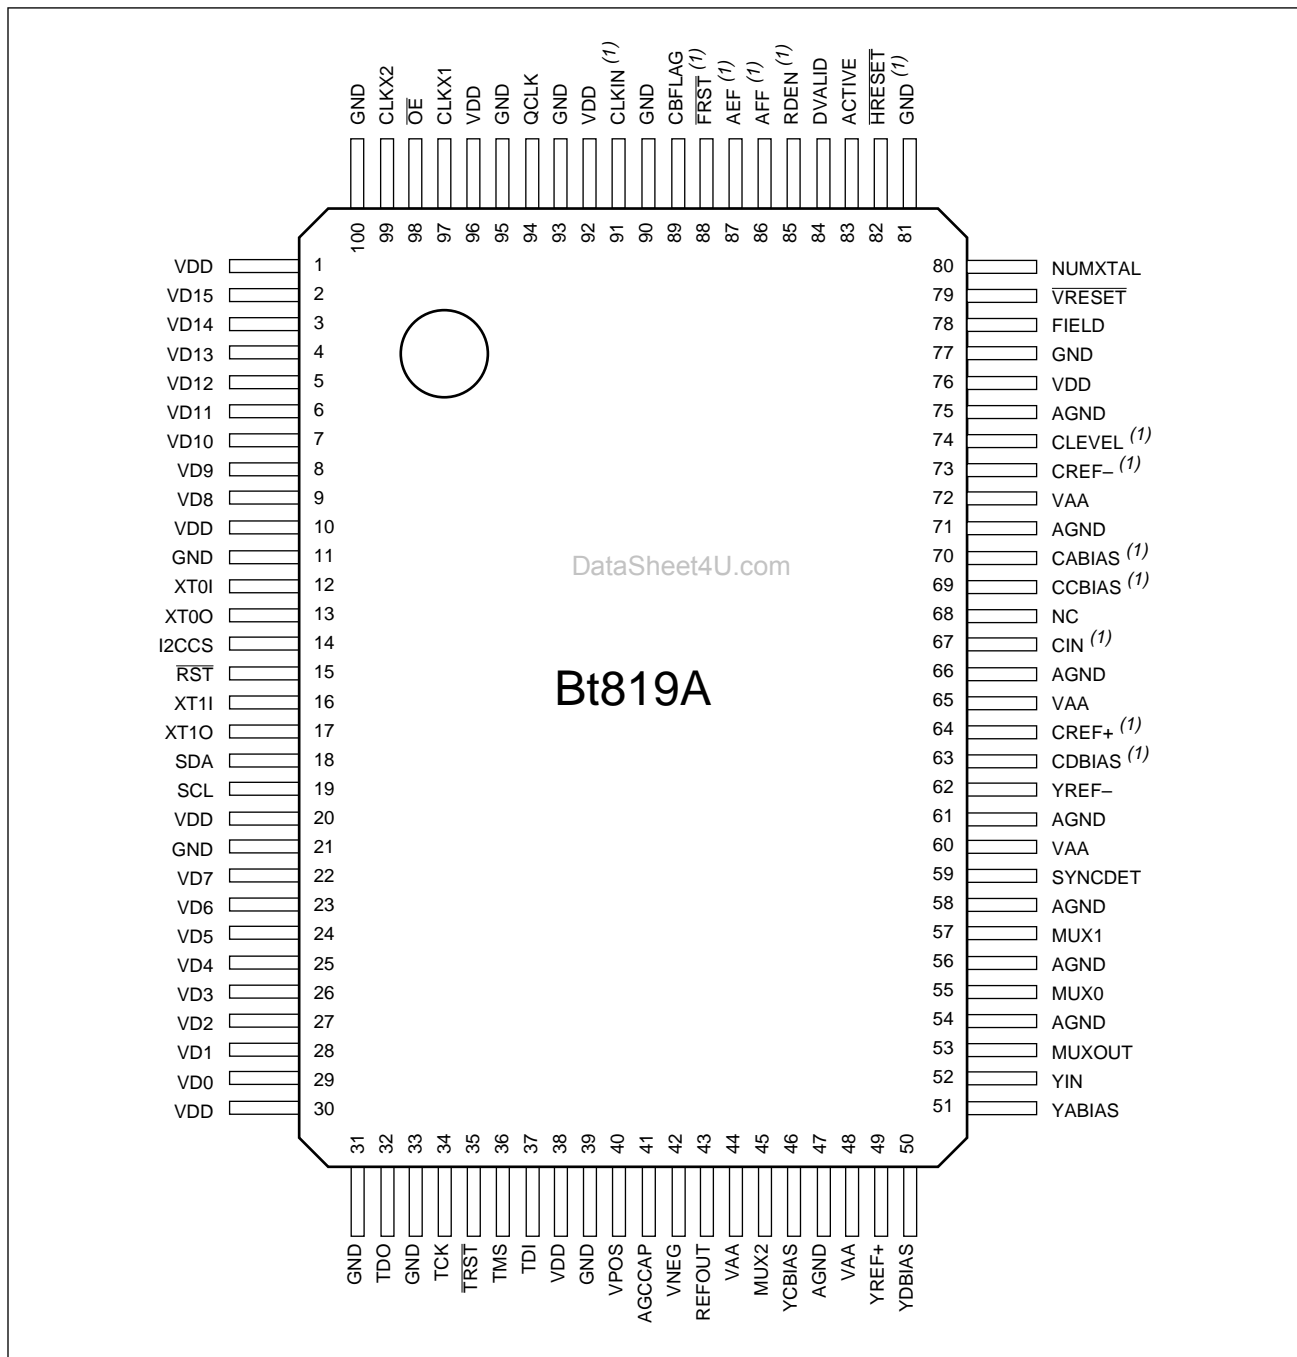 GND CLKX2 O̅E̅ CLKX1 VDD GND QCLK GND VDD CLKIN (1) GND CBFLAG F̅R̅S̅T̅ (1) AEF (1) AFF (1) RDEN (1) DVALID ACTIVE H̅R̅E̅S̅E̅T̅ GND (1)
100 99 98 97 96 95 94 93 92 91 90 89 88 87 86 85 84 83 82 81
VDD 1 80 NUMXTAL
VD15 2 79 V̅R̅E̅S̅E̅T̅
VD14 3 78 FIELD
VD13 4 77 GND
VD12 5 76 VDD
VD11 6 75 AGND
VD10 7 74 CLEVEL (1)
VD9 8 73 CREF– (1)
VD8 9 72 VAA
VDD 10 71 AGND
GND 11 70 CABIAS (1)
DataSheet4U.com
XT0I 12 69 CCBIAS (1)
XT0O 13 68 NC
I2CCS 14 67 CIN (1)
R̅S̅T̅ 15 66 AGND
Bt819A
XT1I 16 65 VAA
XT1O 17 64 CREF+ (1)
SDA 18 63 CDBIAS (1)
SCL 19 62 YREF–
VDD 20 61 AGND
GND 21 60 VAA
VD7 22 59 SYNCDET
VD6 23 58 AGND
VD5 24 57 MUX1
VD4 25 56 AGND
VD3 26 55 MUX0
VD2 27 54 AGND
VD1 28 53 MUXOUT
VD0 29 52 YIN
VDD 30 51 YABIAS
31 32 33 34 35 36 37 38 39 40 41 42 43 44 45 46 47 48 49 50
GND TDO GND TCK T̅R̅S̅T̅ TMS TDI VDD GND VPOS AGCCAP VNEG REFOUT VAA MUX2 YCBIAS AGND VAA YREF+ YDBIAS